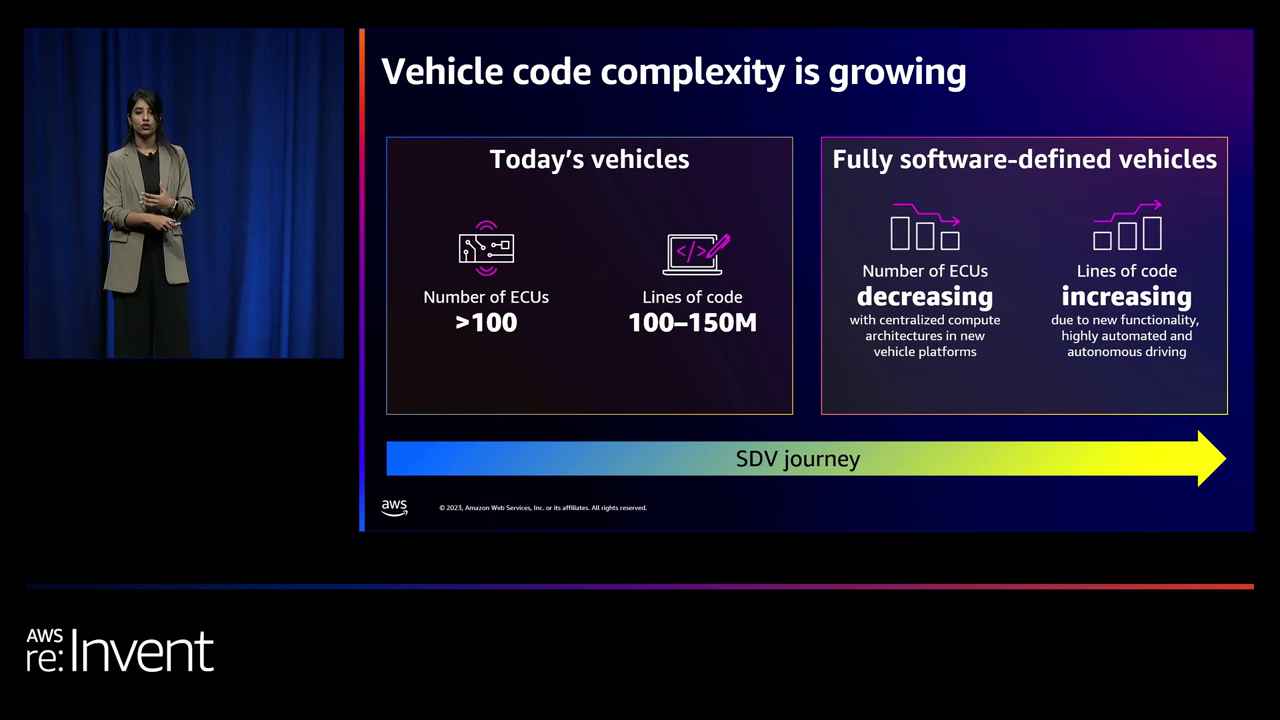 Vehicle code complexity is growing
Today’s vehicles
Number of ECUs
>100
Lines of code
100–150M
Fully software-defined vehicles
Number of ECUs
decreasing
with centralized compute
architectures in new
vehicle platforms
Lines of code
increasing
due to new functionality,
highly automated and
autonomous driving
SDV journey
aws
© 2023, Amazon Web Services, Inc. or its affiliates. All rights reserved.
AWS
re:Invent